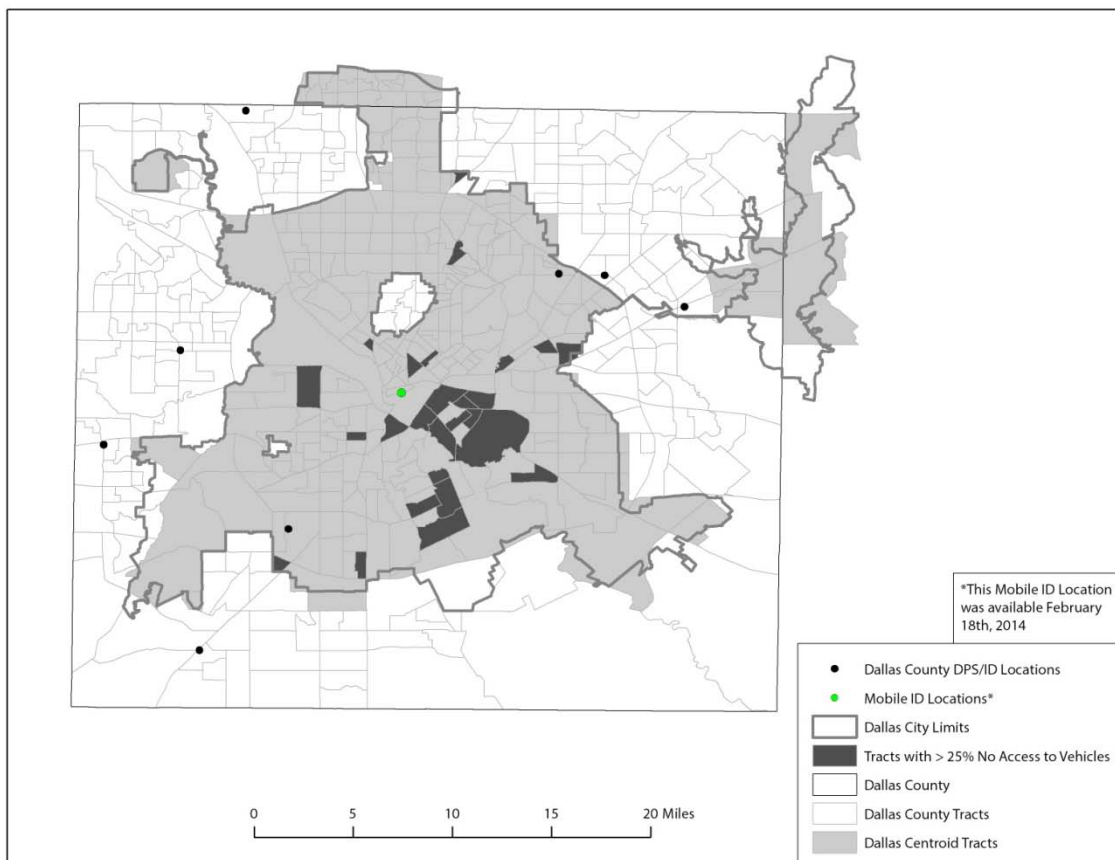 *This Mobile ID Location
was available February
18th, 2014
Dallas County DPS/ID Locations
Mobile ID Locations*
Dallas City Limits
Tracts with > 25% No Access to Vehicles
Dallas County
Dallas County Tracts
Dallas Centroid Tracts
0 5 10 15 20 Miles